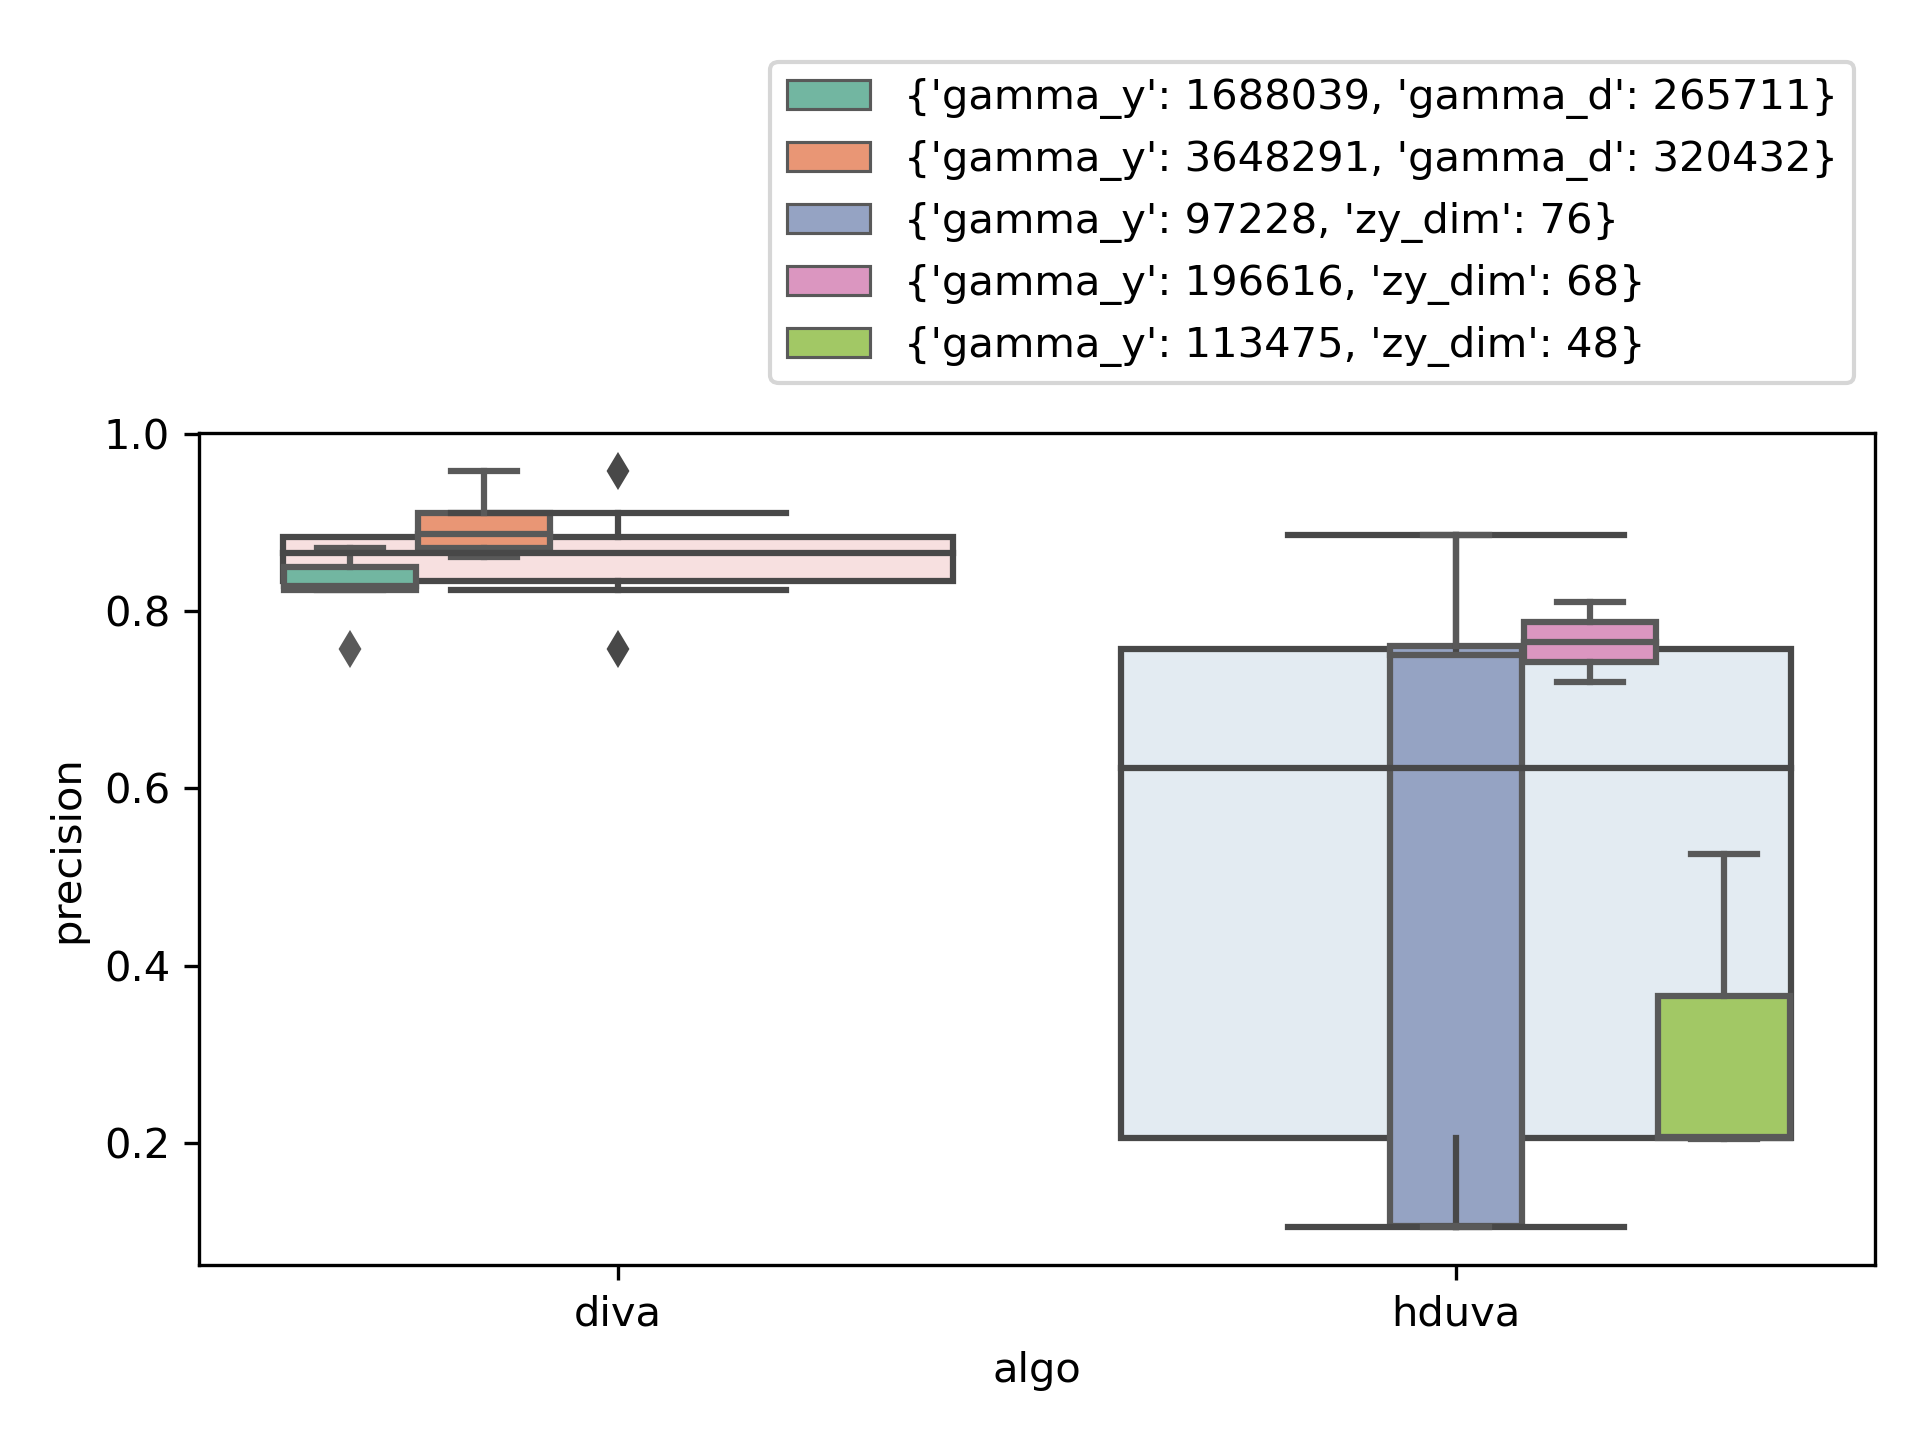 {'gamma_y': 1688039, 'gamma_d': 265711}
{'gamma_y': 3648291, 'gamma_d': 320432}
{'gamma_y': 97228, 'zy_dim': 76}
{'gamma_y': 196616, 'zy_dim': 68}
{'gamma_y': 113475, 'zy_dim': 48}
1.0
0.8
0.6
0.4
0.2
precision
diva
hduva
algo